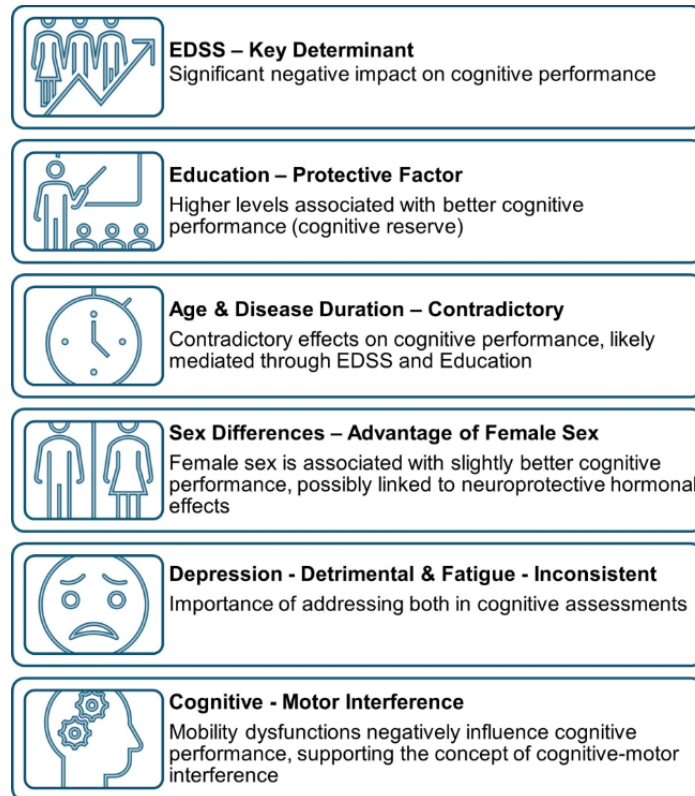 EDSS – Key Determinant
Significant negative impact on cognitive performance
Education – Protective Factor
Higher levels associated with better cognitive
performance (cognitive reserve)
Age & Disease Duration – Contradictory
Contradictory effects on cognitive performance, likely
mediated through EDSS and Education
Sex Differences – Advantage of Female Sex
Female sex is associated with slightly better cognitive
performance, possibly linked to neuroprotective hormonal
effects
Depression - Detrimental & Fatigue - Inconsistent
Importance of addressing both in cognitive assessments
Cognitive - Motor Interference
Mobility dysfunctions negatively influence cognitive
performance, supporting the concept of cognitive-motor
interference